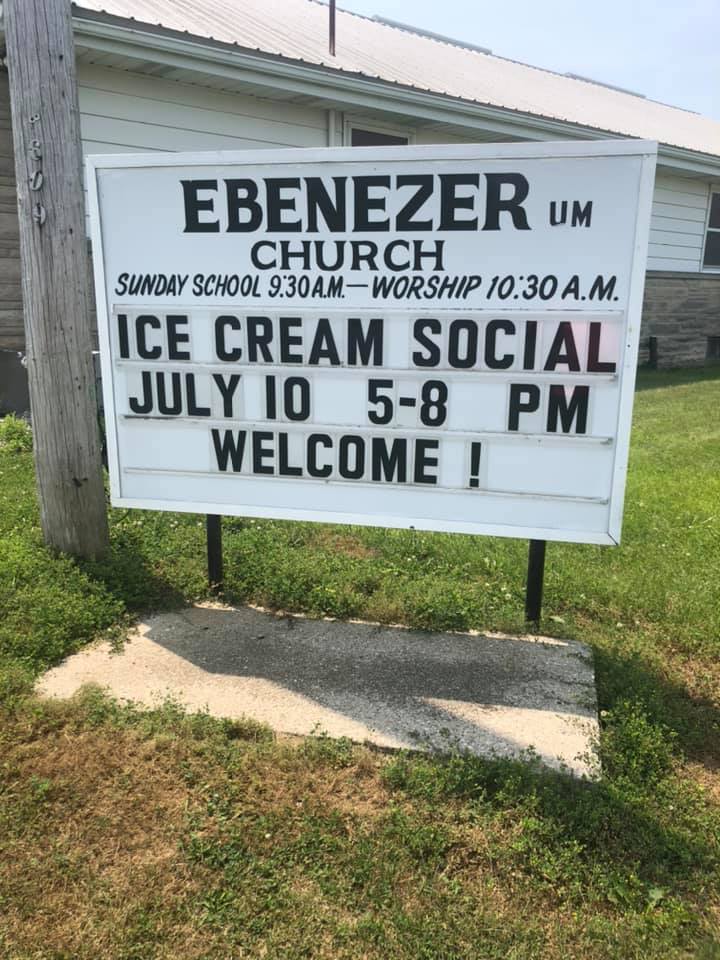 EBENEZER UM
CHURCH
SUNDAY SCHOOL 9:30 A.M. — WORSHIP 10:30 A.M.
ICE CREAM SOCIAL
JULY 10 5-8 PM
WELCOME !